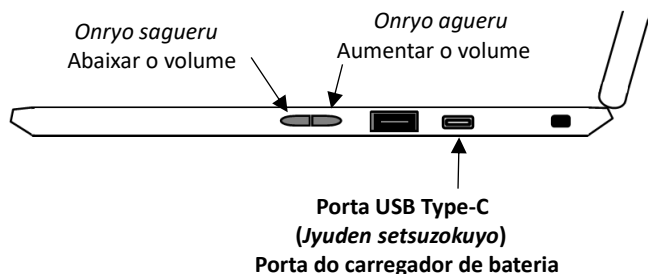 Onryo sagueru
Abaixar o volume
Onryo agueru
Aumentar o volume
Porta USB Type-C
(Jyuden setsuzokuyo)
Porta do carregador de bateria